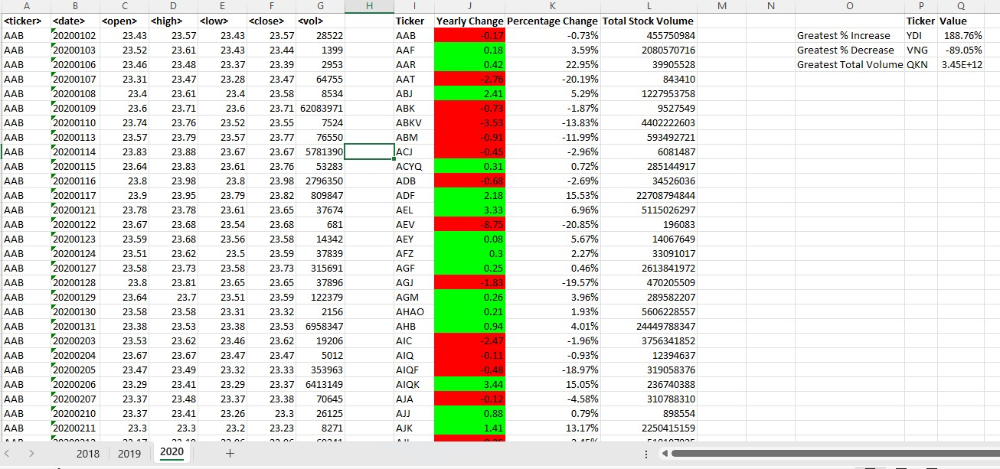 A B C D E F G H I J K L M N O P Q
<ticker> <date> <open> <high> <low> <close> <vol> Ticker Yearly Change Percentage Change Total Stock Volume Ticker Value
AAB 20200102 23.43 23.57 23.43 23.57 28522 AAB -0.17 -0.73% 455750984 Greatest % Increase YDI 188.76%
AAB 20200103 23.52 23.61 23.43 23.44 1399 AAF 0.18 3.59% 2080570716 Greatest % Decrease VNG -89.05%
AAB 20200106 23.46 23.48 23.37 23.39 2953 AAR 0.42 22.95% 39905528 Greatest Total Volume QKN 3.45E+12
AAB 20200107 23.31 23.47 23.28 23.47 64755 AAT -2.76 -20.19% 843410
AAB 20200108 23.4 23.61 23.4 23.58 8534 ABJ 2.41 5.29% 1227953758
AAB 20200109 23.6 23.71 23.6 23.71 62083971 ABK -0.73 -1.87% 9527549
AAB 20200110 23.74 23.76 23.52 23.55 7524 ABKV -3.53 -13.83% 4402222603
AAB 20200113 23.57 23.79 23.57 23.77 76550 ABM -0.91 -11.99% 593492721
AAB 20200114 23.83 23.88 23.67 23.67 5781390 ACJ -0.45 -2.96% 6081487
AAB 20200115 23.64 23.83 23.61 23.76 53283 ACYQ 0.31 0.72% 285144917
AAB 20200116 23.8 23.98 23.8 23.98 2796350 ADB -0.68 -2.69% 34526036
AAB 20200117 23.9 23.95 23.79 23.82 809847 ADF 2.18 15.53% 22708794844
AAB 20200121 23.78 23.78 23.61 23.65 37674 AEL 3.33 6.96% 5115026297
AAB 20200122 23.67 23.68 23.54 23.68 681 AEV -8.75 -20.85% 196083
AAB 20200123 23.59 23.68 23.56 23.58 14342 AEY 0.08 5.67% 14067649
AAB 20200124 23.51 23.62 23.5 23.59 37839 AFZ 0.3 2.27% 33091017
AAB 20200127 23.58 23.73 23.58 23.73 315691 AGF 0.25 0.46% 2613841972
AAB 20200128 23.8 23.81 23.65 23.65 37896 AGJ -1.83 -19.57% 470205509
AAB 20200129 23.64 23.7 23.51 23.59 122379 AGM 0.26 3.96% 289582207
AAB 20200130 23.58 23.58 23.31 23.32 2156 AHAO 0.21 1.93% 5606228557
AAB 20200131 23.38 23.53 23.38 23.53 6958347 AHB 0.94 4.01% 24449788347
AAB 20200203 23.53 23.62 23.46 23.62 19206 AIC -2.47 -1.96% 3756341852
AAB 20200204 23.67 23.67 23.47 23.47 5012 AIQ -0.11 -0.93% 12394637
AAB 20200205 23.47 23.49 23.32 23.33 353963 AIQF -0.48 -18.97% 319058376
AAB 20200206 23.29 23.41 23.29 23.37 6413149 AIQK 3.44 15.05% 236740388
AAB 20200207 23.37 23.48 23.37 23.38 70645 AJA -0.12 -4.58% 310788310
AAB 20200210 23.37 23.41 23.26 23.3 26125 AJJ 0.88 0.79% 898554
AAB 20200211 23.3 23.3 23.2 23.23 8271 AJK 1.41 13.17% 2250415159
2018 2019 2020